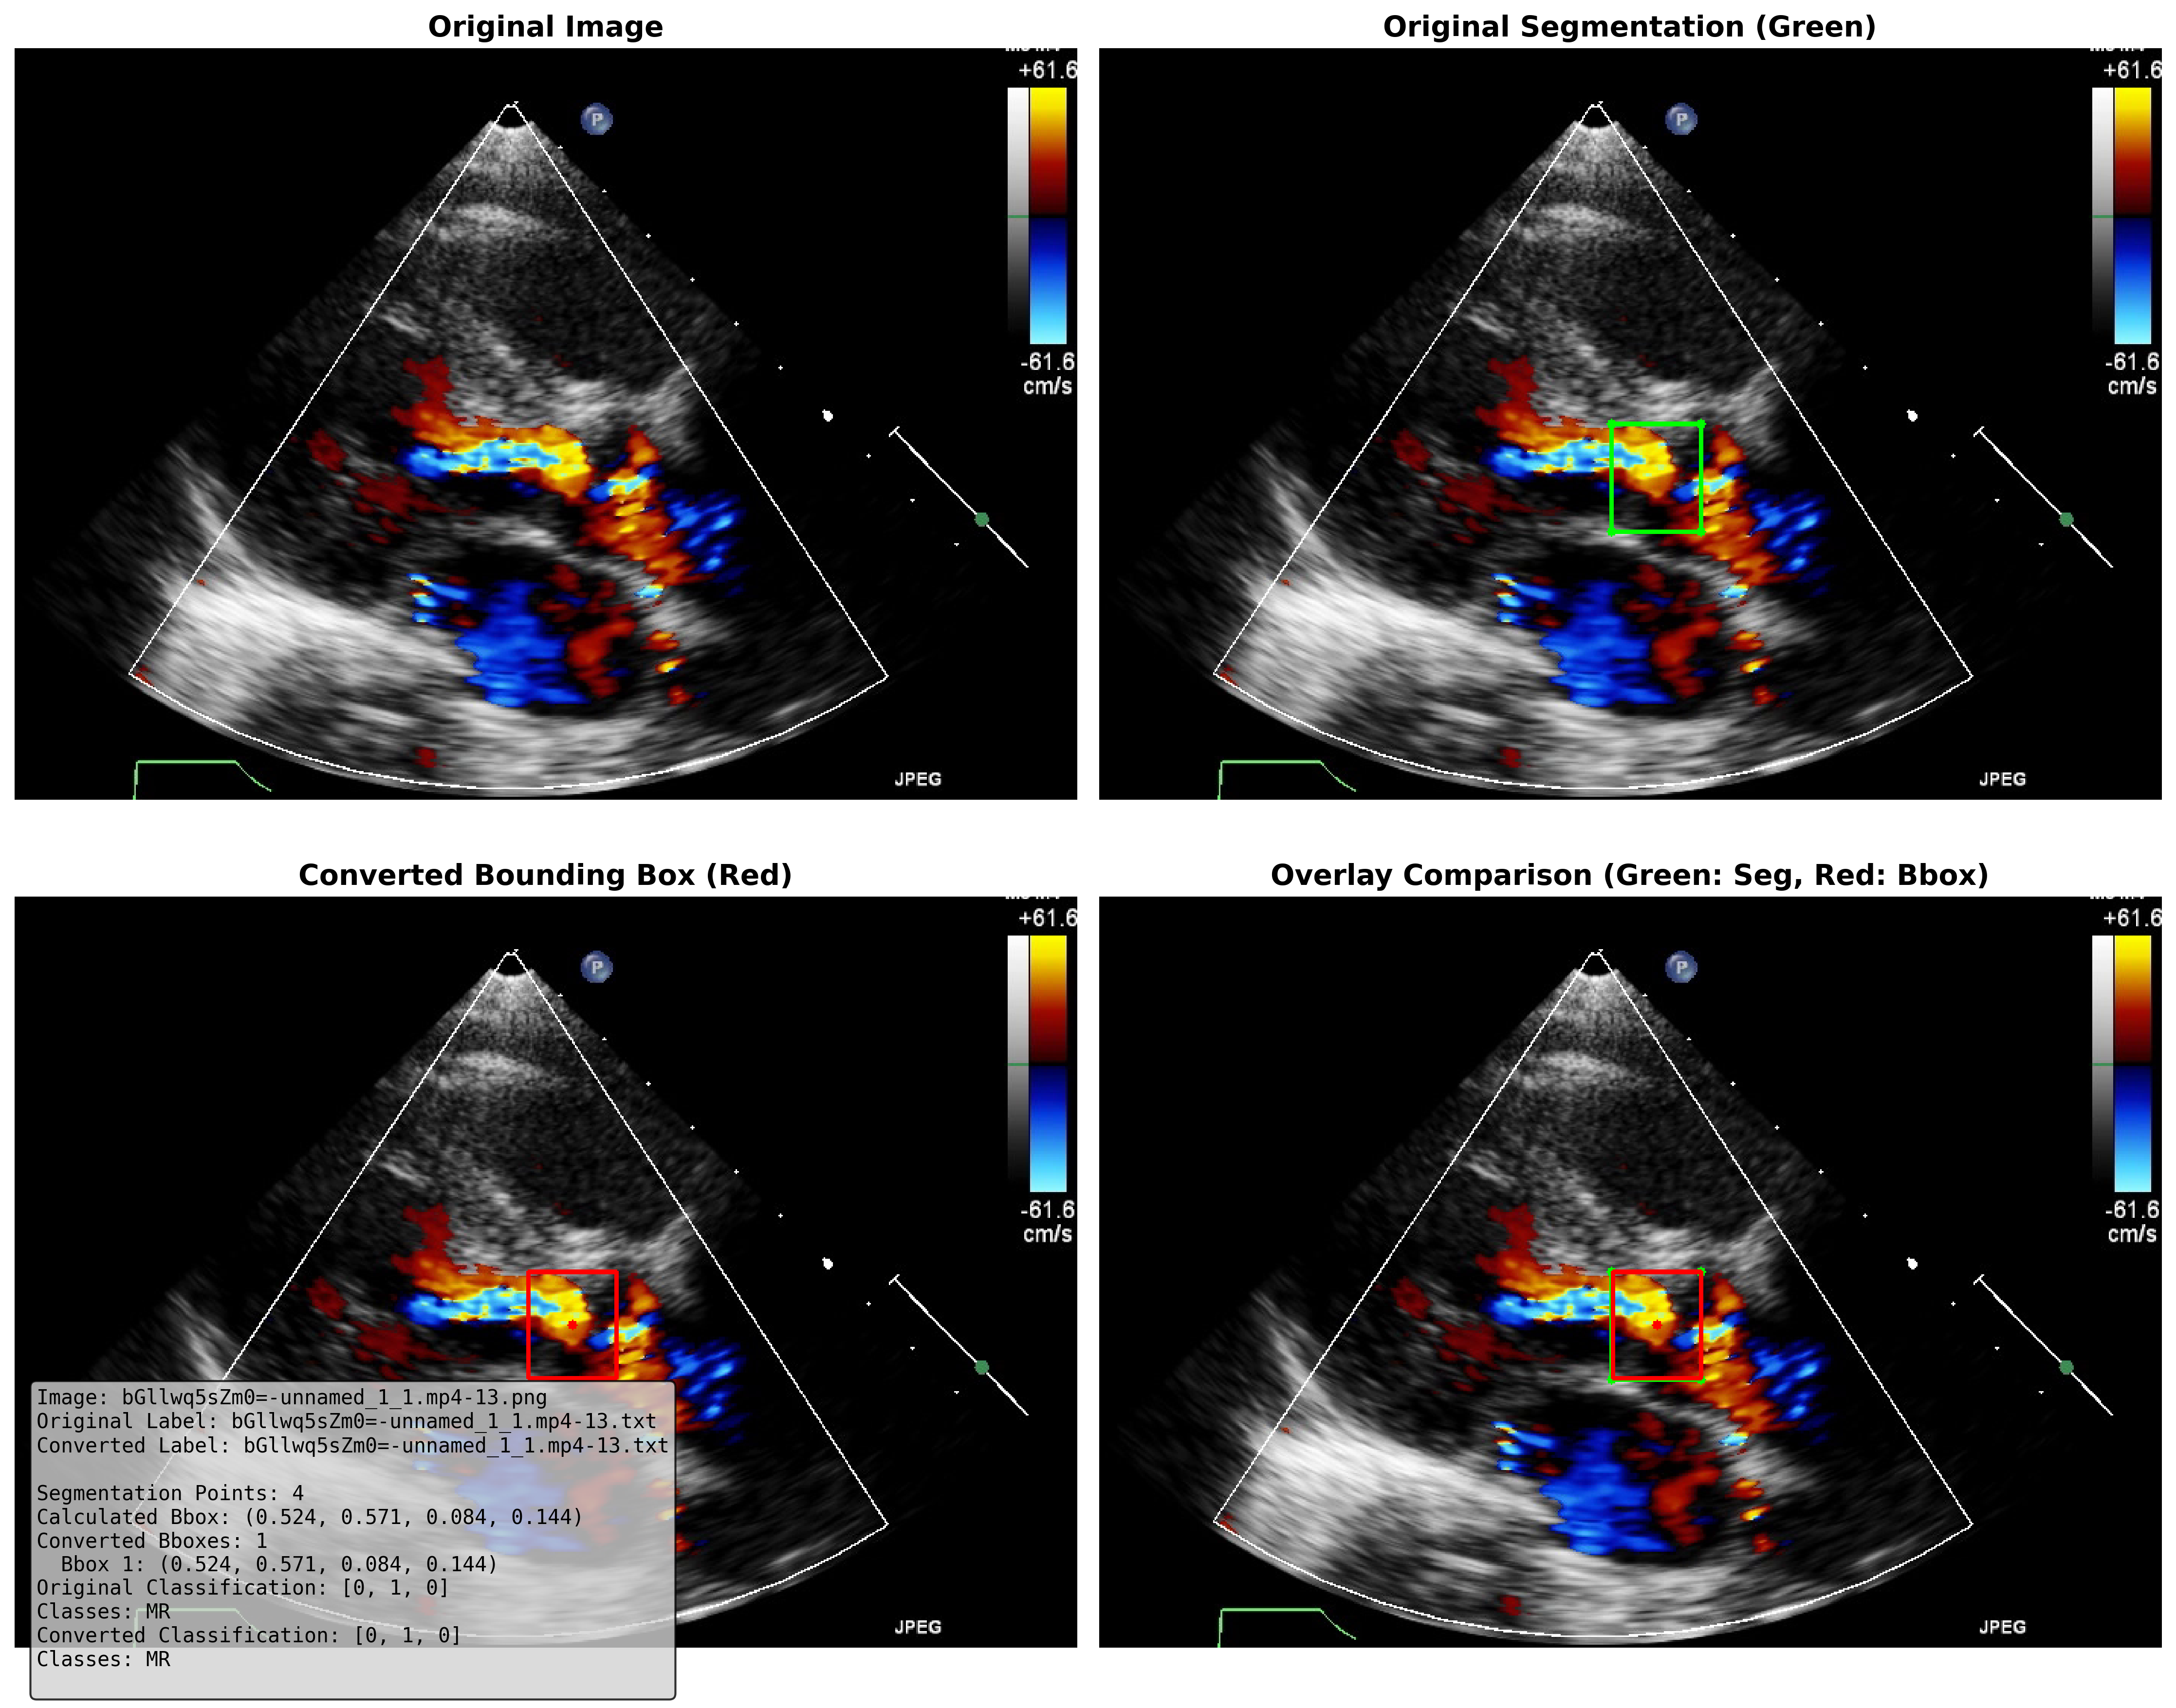 Original Image
+61.6
P
-61.6
cm/s
JPEG
Original Segmentation (Green)
+61.6
P
-61.6
cm/s
JPEG
Converted Bounding Box (Red)
+61.6
P
-61.6
cm/s
Image: bGllwq5sZm0=-unnamed_1_1.mp4-13.png
Original Label: bGllwq5sZm0=-unnamed_1_1.mp4-13.txt
Converted Label: bGllwq5sZm0=-unnamed_1_1.mp4-13.txt
Segmentation Points: 4
Calculated Bbox: (0.524, 0.571, 0.084, 0.144)
Converted Bboxes: 1
Bbox 1: (0.524, 0.571, 0.084, 0.144)
Original Classification: [0, 1, 0]
Classes: MR
Converted Classification: [0, 1, 0]
Classes: MR
JPEG
Overlay Comparison (Green: Seg, Red: Bbox)
+61.6
P
-61.6
cm/s
JPEG